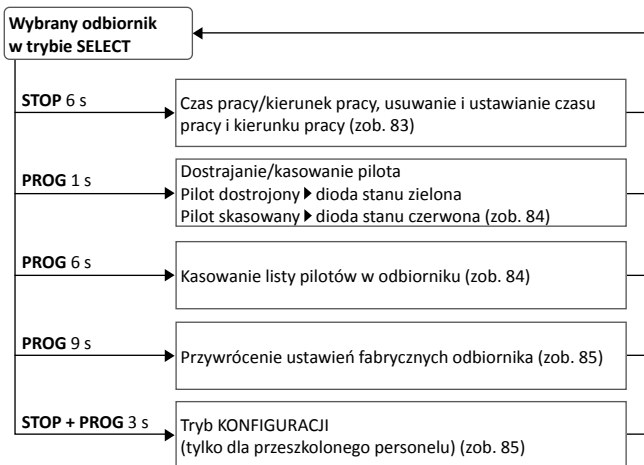 Wybrany odbiornik
w trybie SELECT
STOP 6 s
Czas pracy/kierunek pracy, usuwanie i ustawianie czasu
pracy i kierunku pracy (zob. 83)
PROG 1 s
Dostrajanie/kasowanie pilota
Pilot dostrojony ▶ dioda stanu zielona
Pilot skasowany ▶ dioda stanu czerwona (zob. 84)
PROG 6 s
Kasowanie listy pilotów w odbiorniku (zob. 84)
PROG 9 s
Przywrócenie ustawień fabrycznych odbiornika (zob. 85)
STOP + PROG 3 s
Tryb KONFIGURACJI
(tylko dla przeszkolonego personelu) (zob. 85)